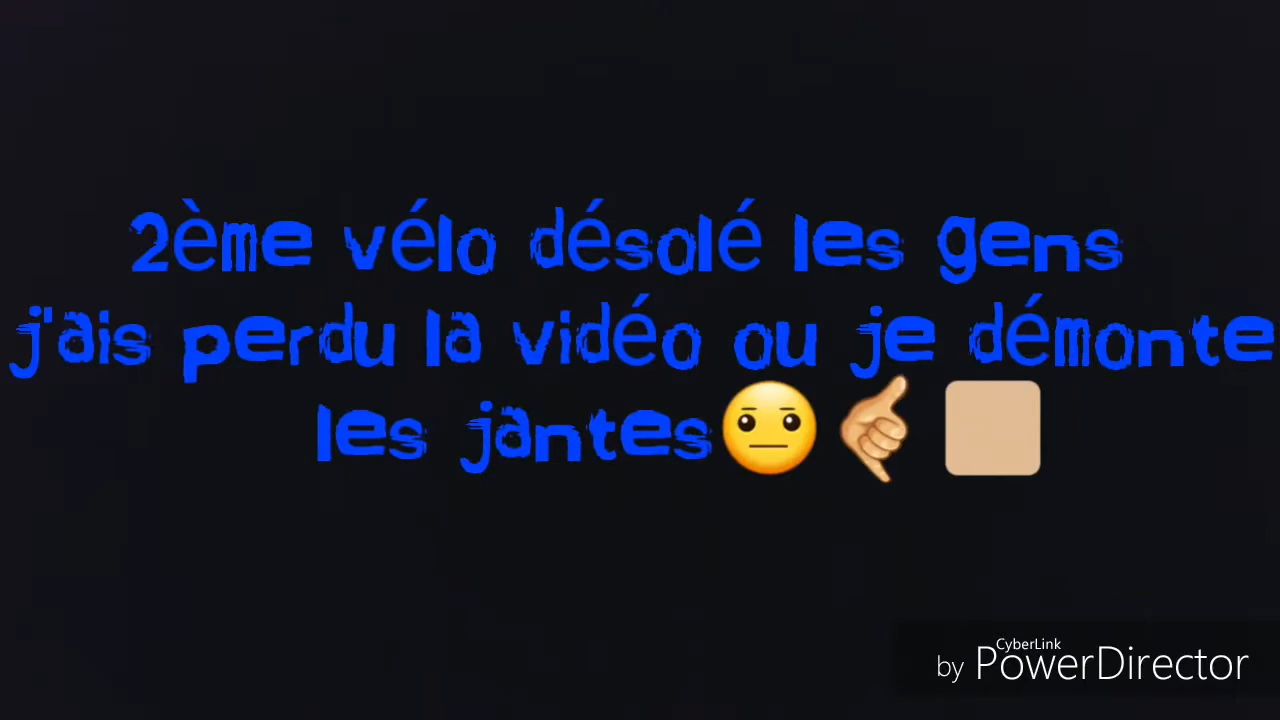 2ème vélo désolé les gens
j'ais perdu la vidéo ou je démonte
les jantes😐🤙🏼🏼
CyberLink
by PowerDirector